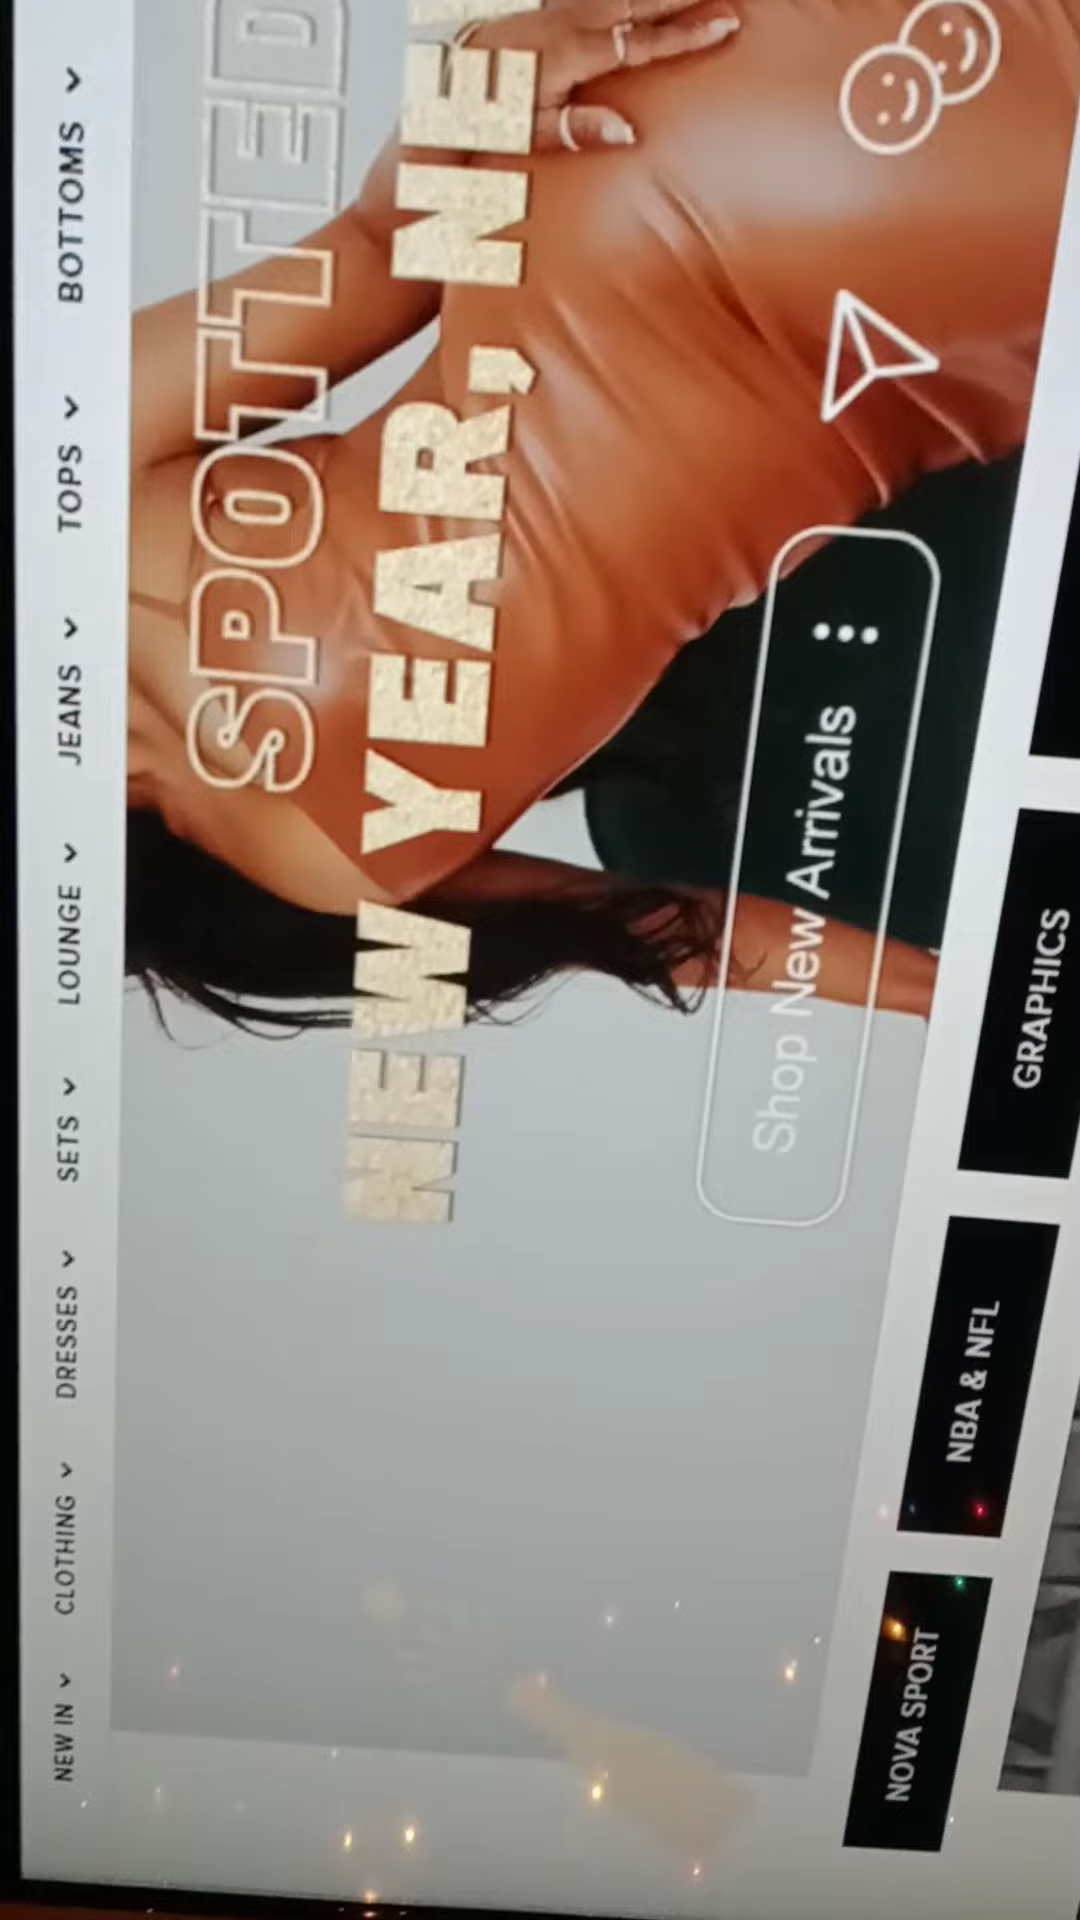 NEW IN
CLOTHING
DRESSES
SETS
LOUNGE
JEANS
TOPS
BOTTOMS
SPOTTED
NEW YEAR, NE
Shop New Arrivals
NOVA SPORT
NBA & NFL
GRAPHICS